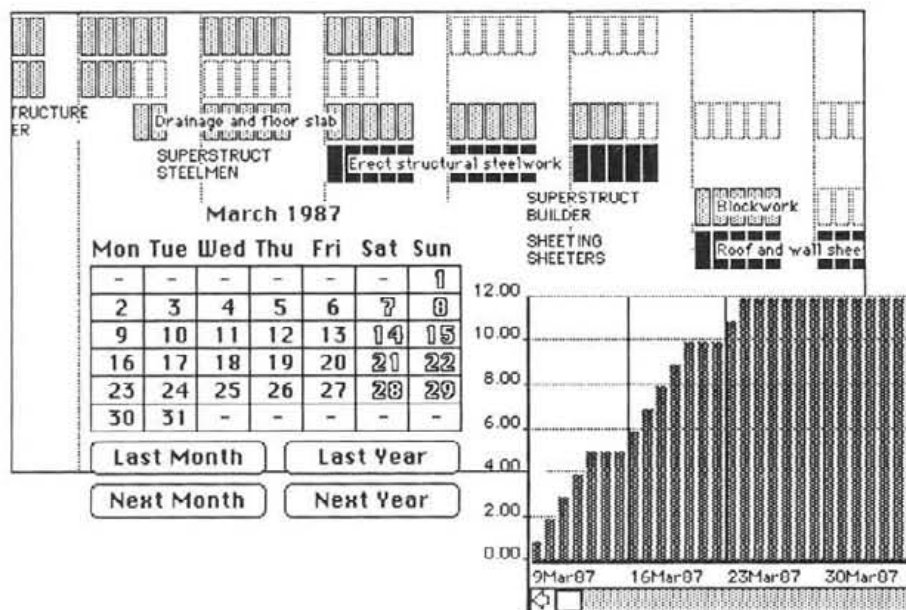 TRUCTURE
ER
Drainage and floor slab
SUPERSTRUCT
STEELMEN
Erect structural steelwork
SUPERSTRUCT
BUILDER
SHEETING
SHEETERS
Blockwork
Roof and wall shee
March 1987
Mon Tue Wed Thu Fri Sat Sun
- - - - - - 1
2 3 4 5 6 7 8
9 10 11 12 13 14 15
16 17 18 19 20 21 22
23 24 25 26 27 28 29
30 31 - - - - -
Last Month Last Year
Next Month Next Year
12.00
10.00
8.00
6.00
4.00
2.00
0.00
9Mar87 16Mar87 23Mar87 30Mar87